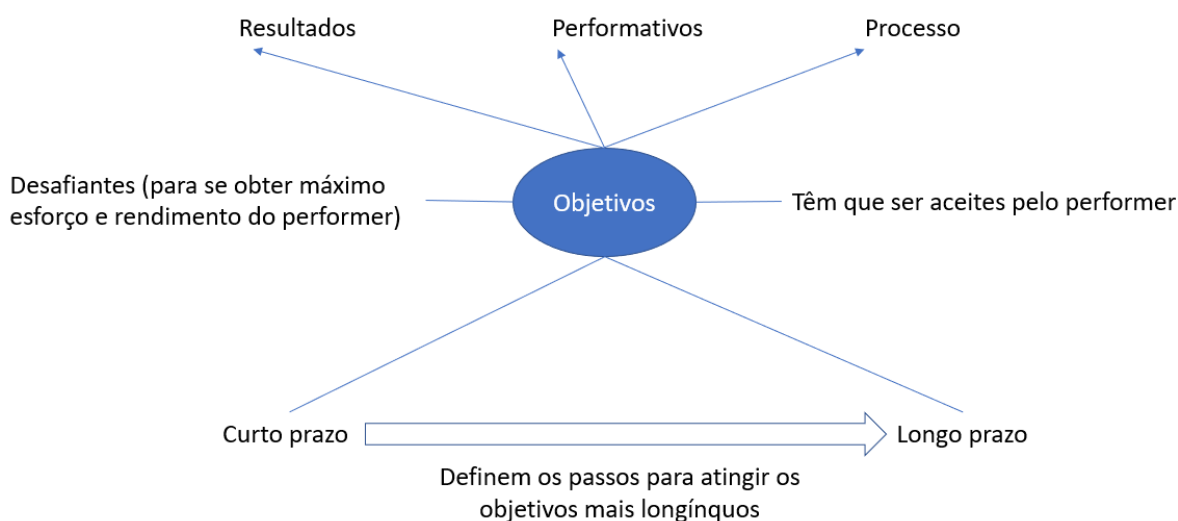 Resultados
Performativos
Processo
Desafiantes (para se obter máximo
esforço e rendimento do performer)
Objetivos
Têm que ser aceites pelo performer
Curto prazo
Longo prazo
Definem os passos para atingir os
objetivos mais longínquos